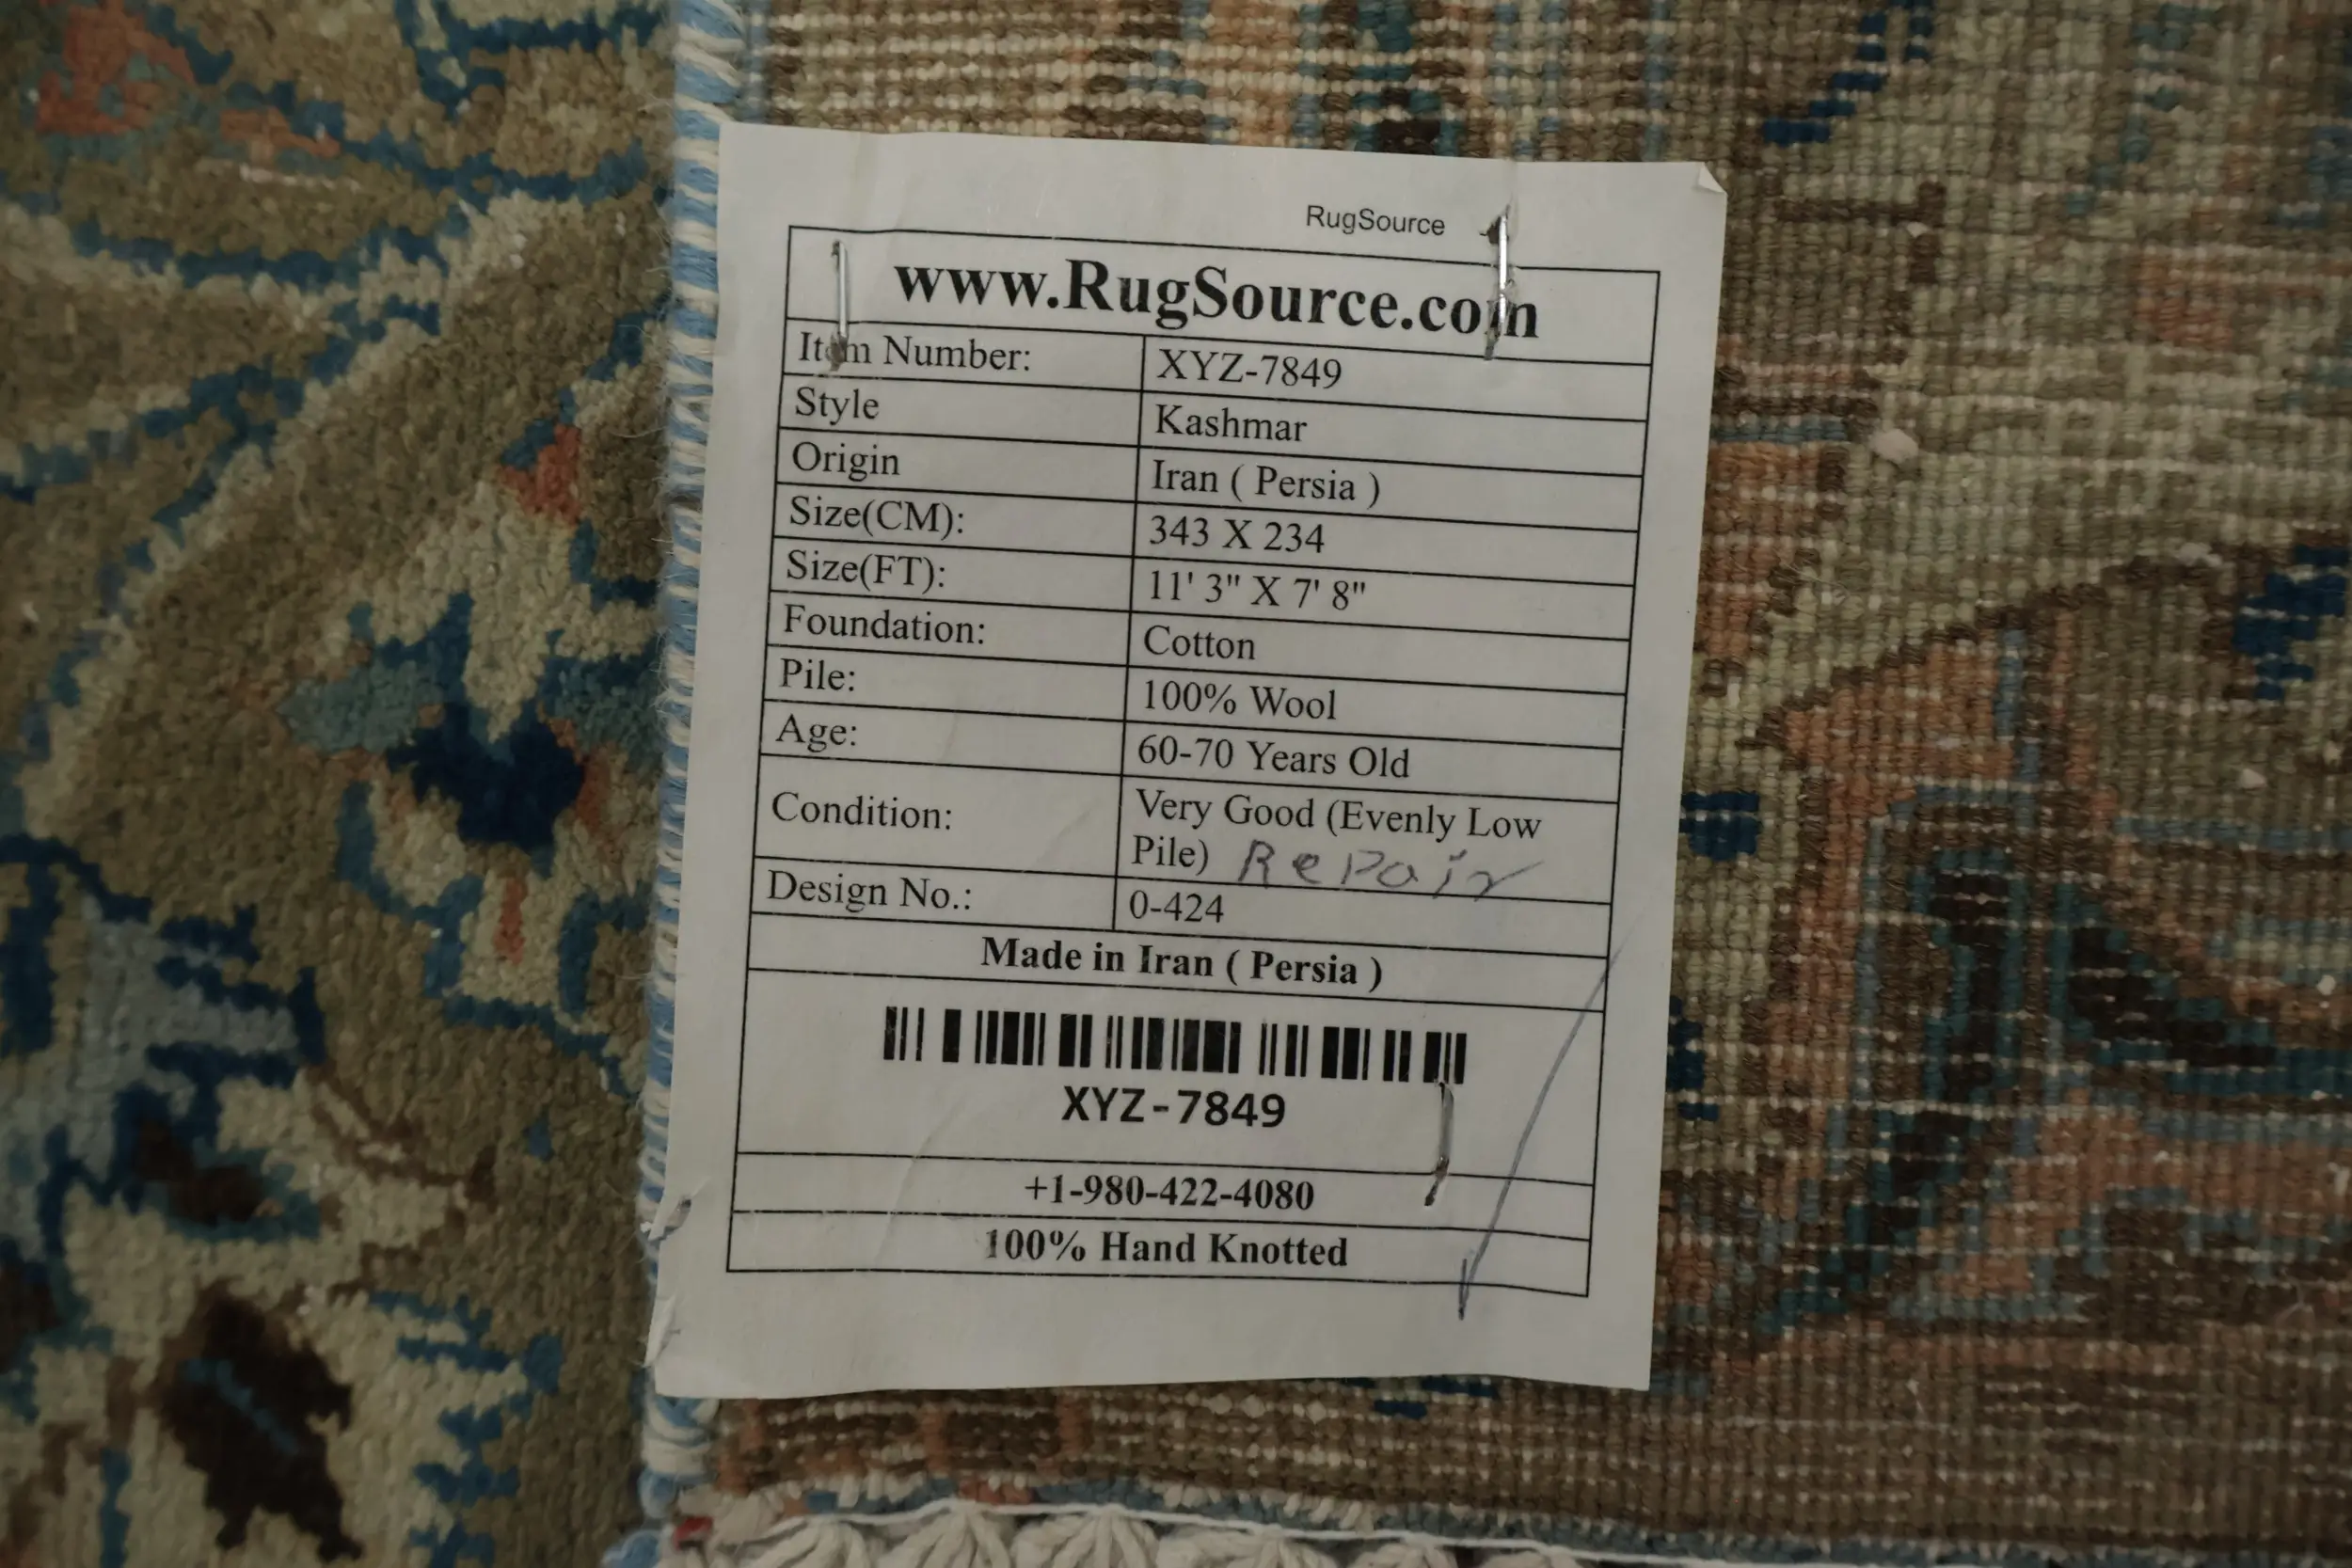 RugSource
www.RugSource.com
Item Number: XYZ-7849
Style Kashmar
Origin Iran ( Persia )
Size(CM): 343 X 234
Size(FT): 11' 3" X 7' 8"
Foundation: Cotton
Pile: 100% Wool
Age: 60-70 Years Old
Condition: Very Good (Evenly Low
Pile) Repair
Design No.: 0-424
Made in Iran ( Persia )
XYZ-7849
+1-980-422-4080
100% Hand Knotted